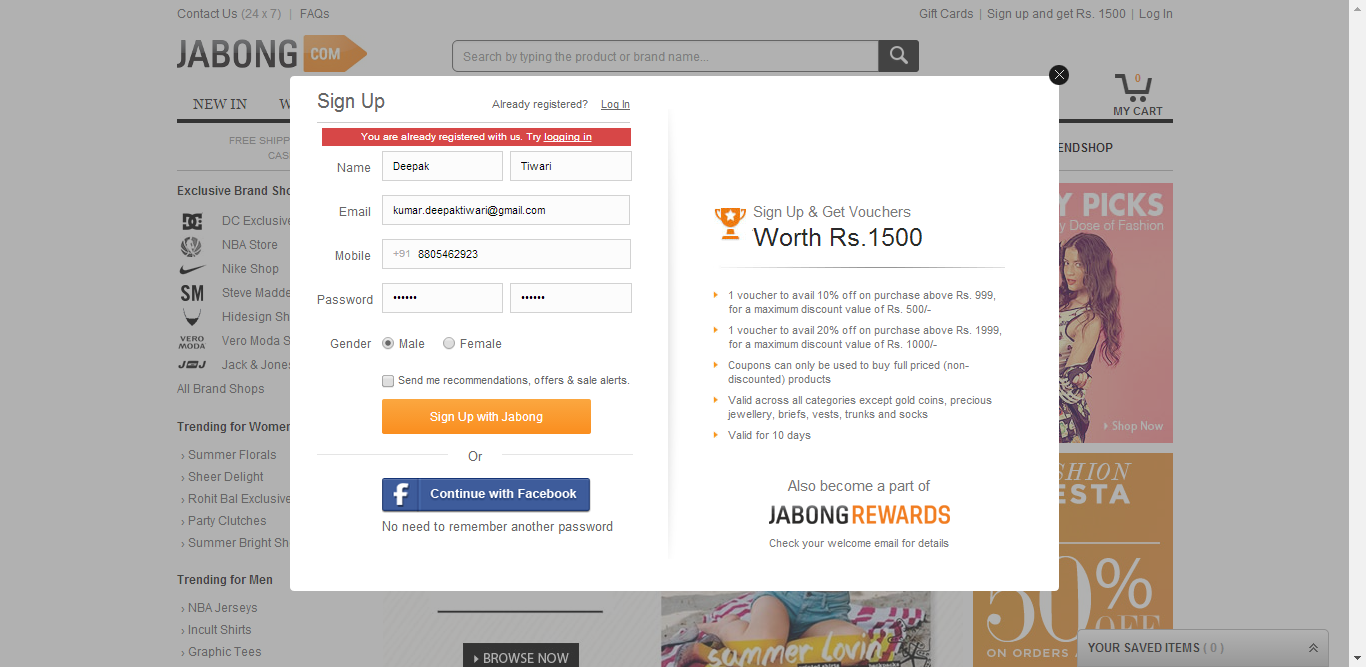 Contact Us (24 x 7) | FAQs
Gift Cards | Sign up and get Rs. 1500 | Log In
JABONG COM
Search by typing the product or brand name...
0
MY CART
NEW IN W
FREE SHIPP
CAS
ENDSHOP
Sign Up
Already registered? Log In
You are already registered with us. Try logging in
Name Deepak Tiwari
Email kumar.deepaktiwari@gmail.com
Mobile +91 8805462923
Password •••••• ••••••
Gender Male Female
Send me recommendations, offers & sale alerts.
Sign Up with Jabong
Or
f Continue with Facebook
No need to remember another password
Sign Up & Get Vouchers
Worth Rs.1500
1 voucher to avail 10% off on purchase above Rs. 999,
for a maximum discount value of Rs. 500/-
1 voucher to avail 20% off on purchase above Rs. 1999,
for a maximum discount value of Rs. 1000/-
Coupons can only be used to buy full priced (non-
discounted) products
Valid across all categories except gold coins, precious
jewellery, briefs, vests, trunks and socks
Valid for 10 days
Also become a part of
JABONG REWARDS
Check your welcome email for details
Exclusive Brand Sho
DC Exclusive
NBA Store
Nike Shop
SM Steve Madde
Hidesign Sh
VERO MODA Vero Moda S
J&J Jack & Jones
All Brand Shops
Trending for Women
› Summer Florals
› Sheer Delight
› Rohit Bal Exclusive
› Party Clutches
› Summer Bright Sh
Trending for Men
› NBA Jerseys
› Incult Shirts
› Graphic Tees
BROWSE NOW
summer lovin'
Y PICKS
y Dose of Fashion
Shop Now
SHION
ESTA
50%
OFF
ON ORDERS A
YOUR SAVED ITEMS ( 0 )